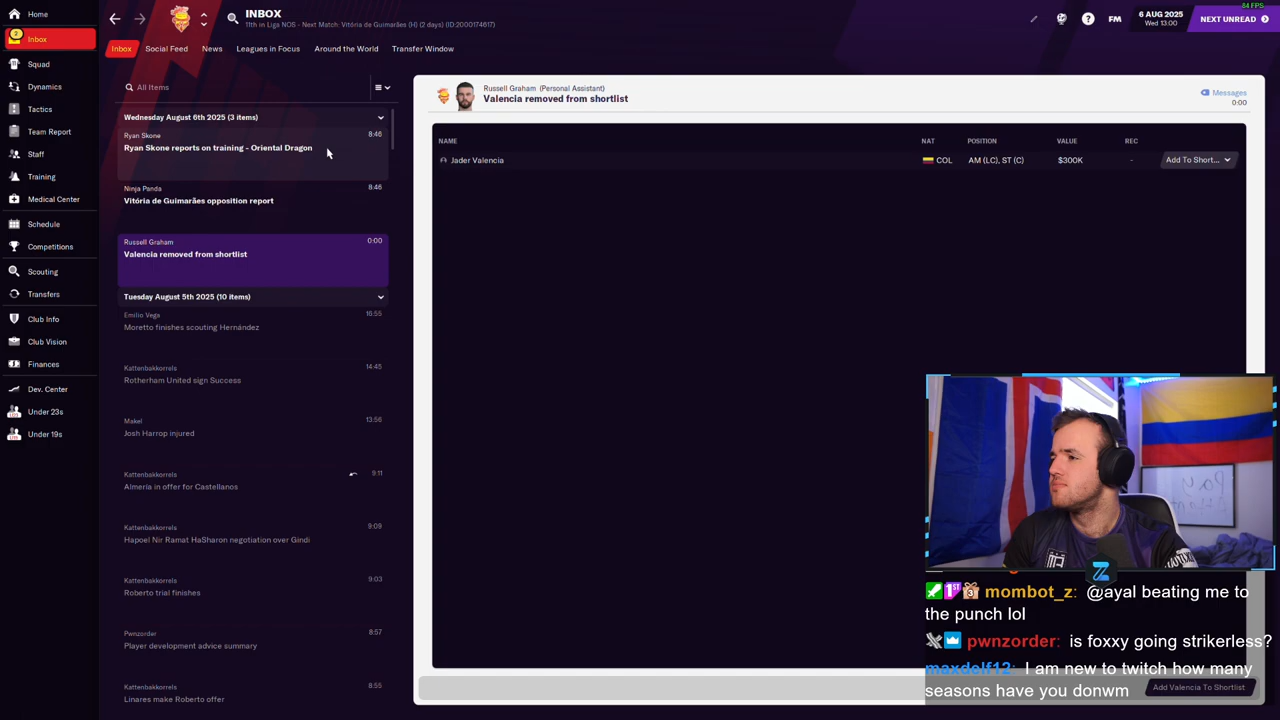 84 FPS
Home
INBOX
11th in Liga NOS - Next Match: Vitória de Guimarães (H) (2 days) (ID:2000174617)
6 AUG 2025
Wed 13:00
NEXT UNREAD
FM
2
Inbox
Inbox Social Feed News Leagues in Focus Around the World Transfer Window
Squad
Dynamics
Tactics
Team Report
Staff
Training
Medical Center
Schedule
Competitions
Scouting
Transfers
Club Info
Club Vision
Finances
Dev. Center
Under 23s
Under 19s
All Items
Wednesday August 6th 2025 (3 items)
Ryan Skone 8:46
Ryan Skone reports on training - Oriental Dragon
Ninja Panda 8:46
Vitória de Guimarães opposition report
Russell Graham 0:00
Valencia removed from shortlist
Tuesday August 5th 2025 (10 items)
Emilio Vega 16:55
Moretto finishes scouting Hernández
Kattenbakkorrels 14:45
Rotherham United sign Success
Makel 13:56
Josh Harrop injured
Kattenbakkorrels 9:11
Almería in offer for Castellanos
Kattenbakkorrels 9:09
Hapoel Nir Ramat HaSharon negotiation over Gindi
Kattenbakkorrels 9:03
Roberto trial finishes
Pwnzorder 8:57
Player development advice summary
Kattenbakkorrels 8:55
Linares make Roberto offer
Russell Graham (Personal Assistant)
Valencia removed from shortlist
Messages
0:00
NAME NAT POSITION VALUE REC
Jader Valencia COL AM (LC), ST (C) $300K - Add To Short...
mombot_z: @ayal beating me to
the punch lol
pwnzorder: is foxxy going strikerless?
maxdelf12: I am new to twitch how many
seasons have you donwm
Add Valencia To Shortlist